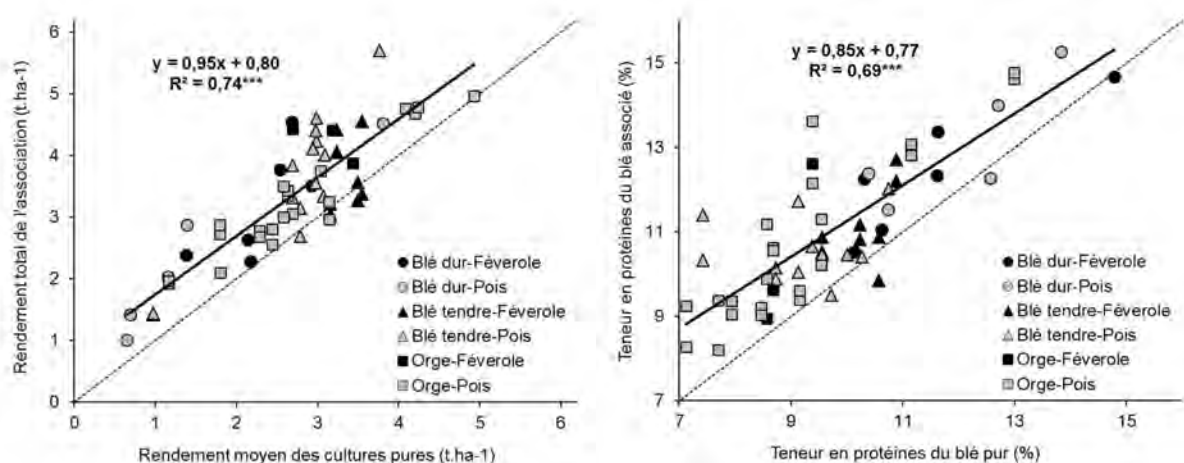 6
5
4
3
2
1
0
Rendement total de l'association (t.ha-1)
y = 0,95x + 0,80
R² = 0,74***
Blé dur-Féverole
Blé dur-Pois
Blé tendre-Féverole
Blé tendre-Pois
Orge-Féverole
Orge-Pois
0 1 2 3 4 5 6
Rendement moyen des cultures pures (t.ha-1)
15
13
11
9
7
Teneur en protéines du blé associé (%)
y = 0,85x + 0,77
R² = 0,69***
Blé dur-Féverole
Blé dur-Pois
Blé tendre-Féverole
Blé tendre-Pois
Orge-Féverole
Orge-Pois
7 9 11 13 15
Teneur en protéines du blé pur (%)